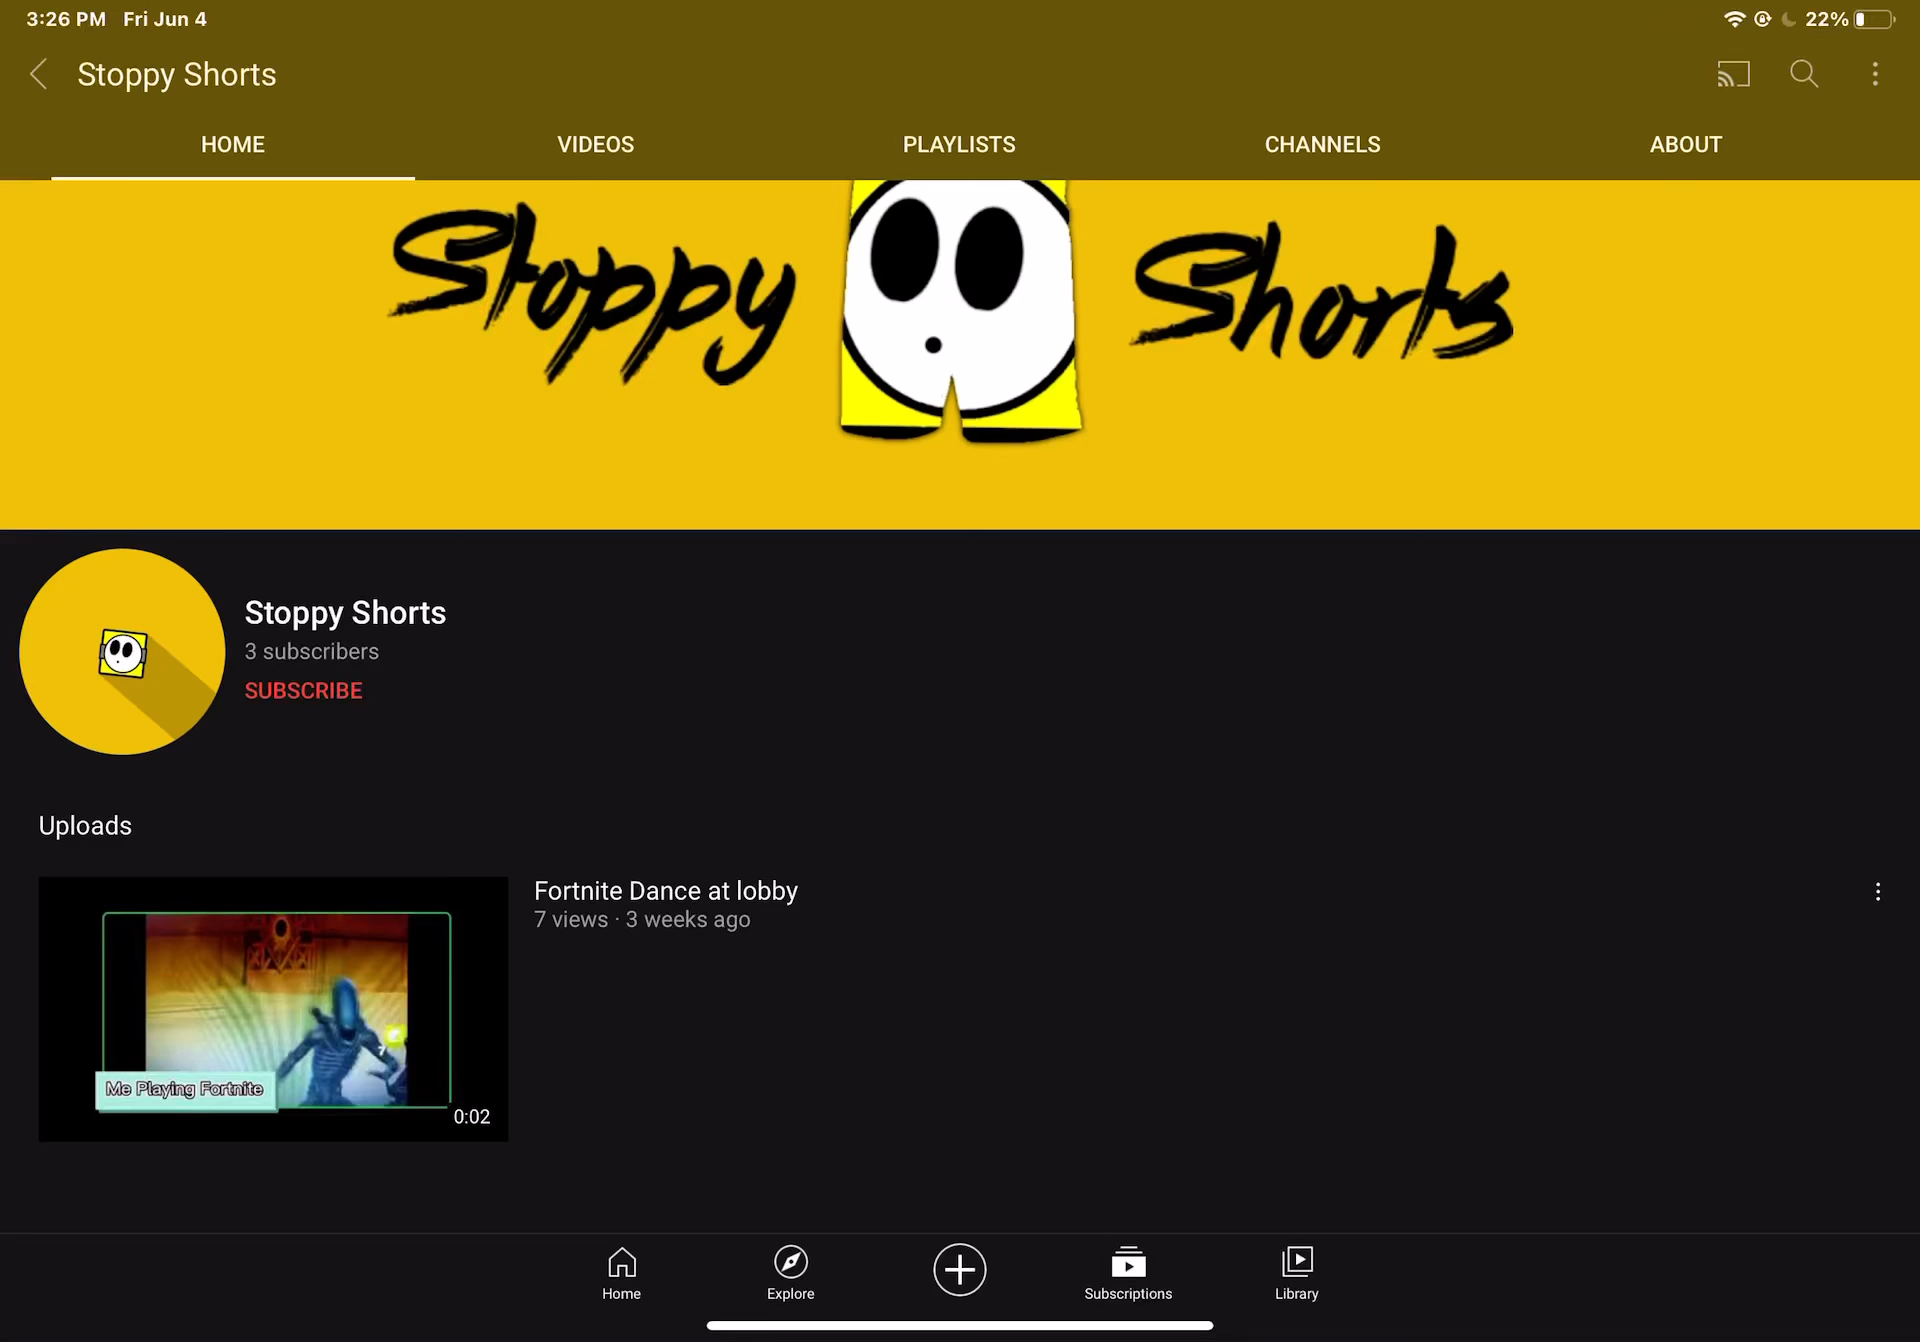 3:26 PM Fri Jun 4
22%
Stoppy Shorts
HOME VIDEOS PLAYLISTS CHANNELS ABOUT
Stoppy Shorts
Stoppy Shorts
3 subscribers
SUBSCRIBE
Uploads
Fortnite Dance at lobby
7 views · 3 weeks ago
Me Playing Fortnite
0:02
Home Explore Subscriptions Library